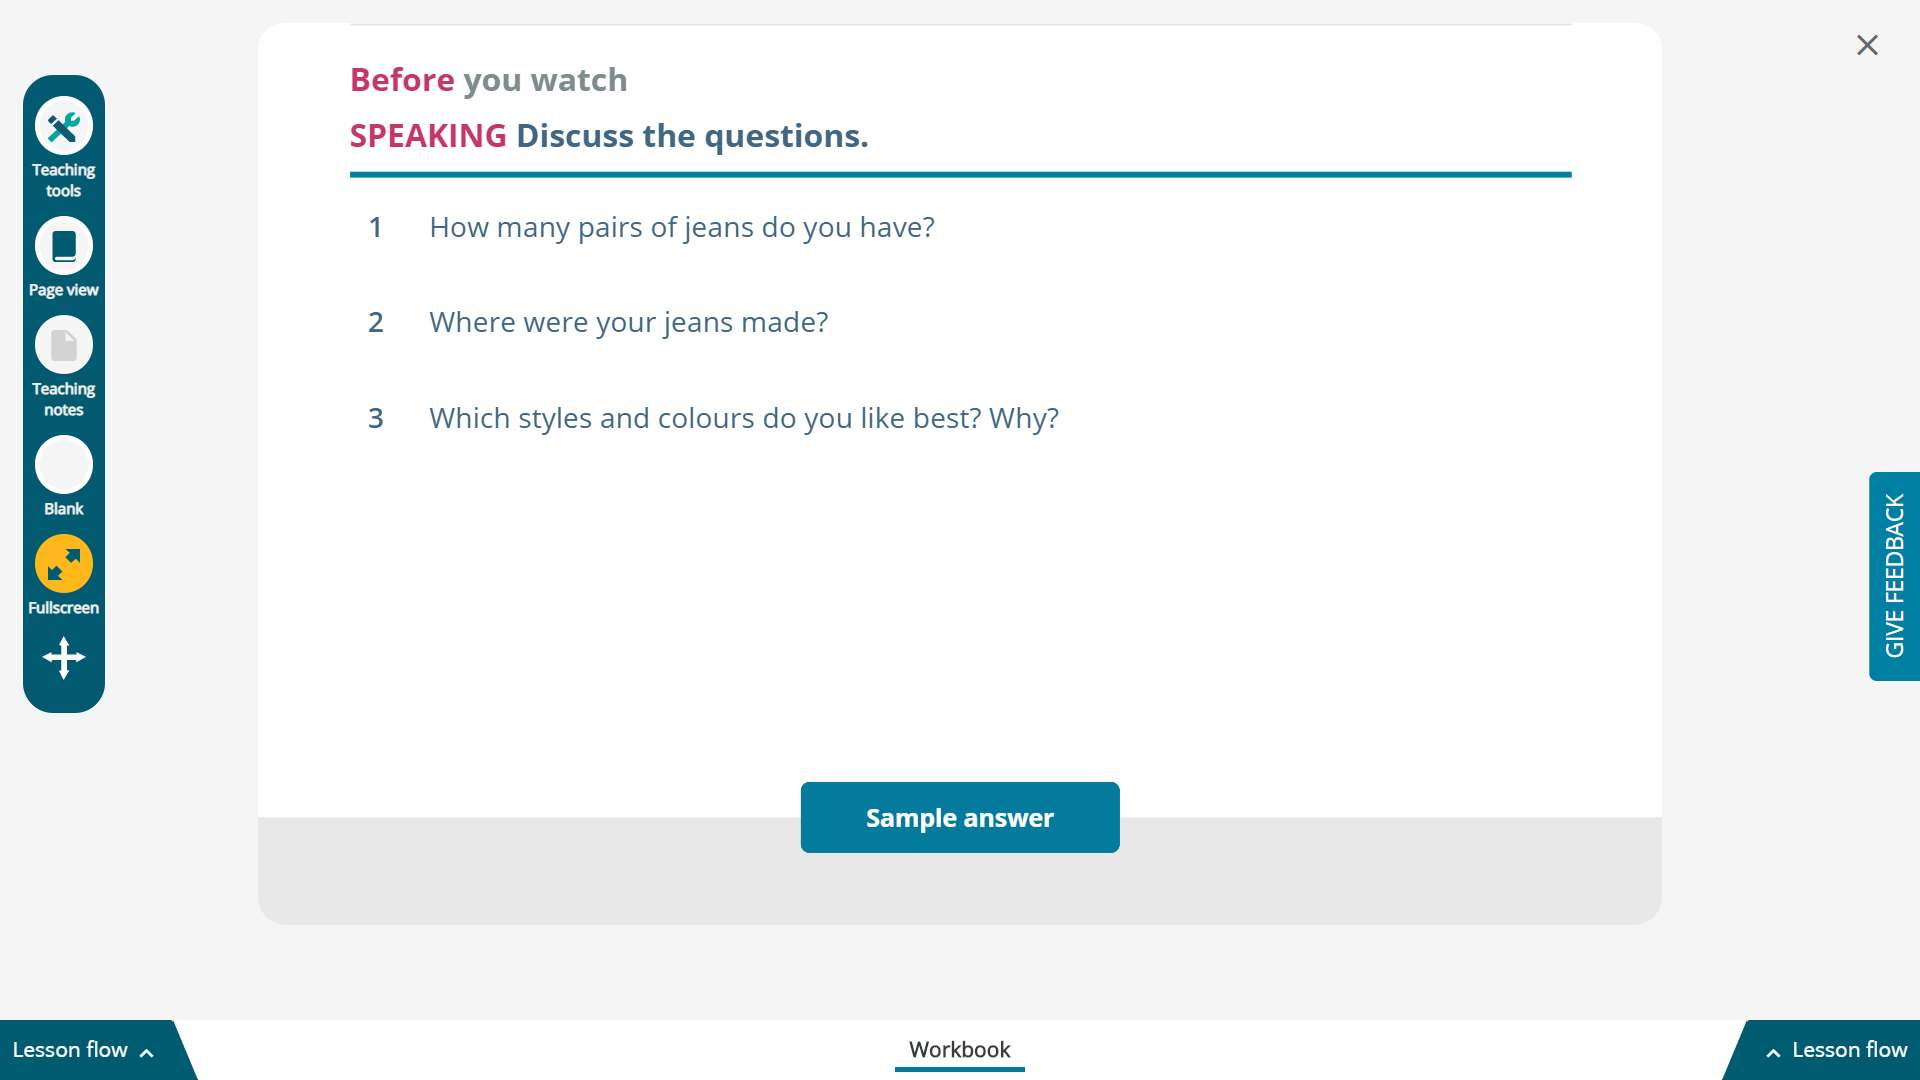 Before you watch
SPEAKING Discuss the questions.
1 How many pairs of jeans do you have?
2 Where were your jeans made?
3 Which styles and colours do you like best? Why?
Sample answer
Teaching
tools
Page view
Teaching
notes
Blank
Fullscreen
GIVE FEEDBACK
Lesson flow
Workbook
Lesson flow